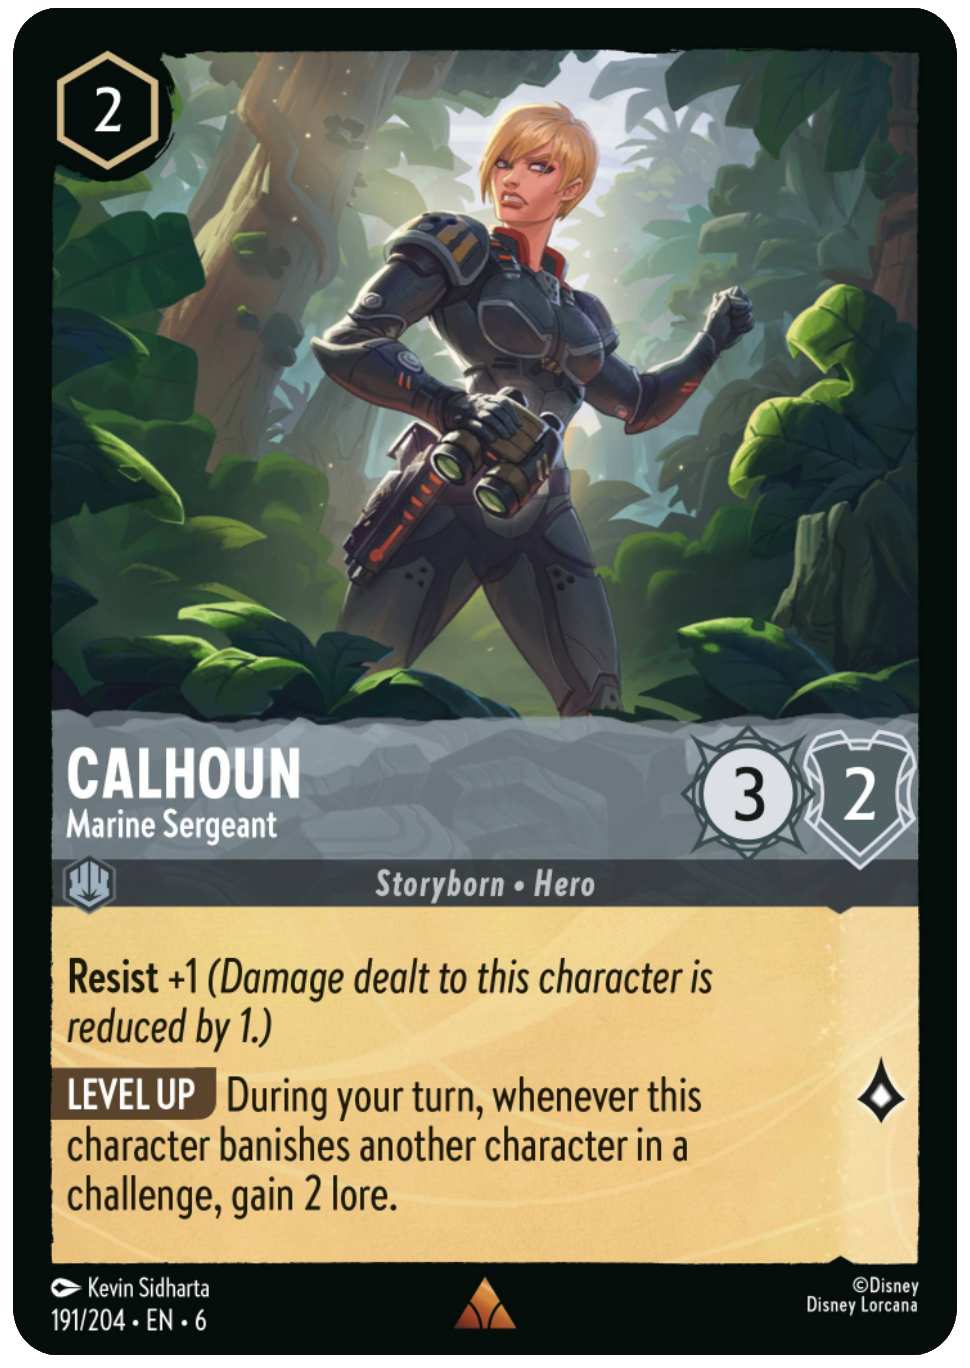 2
CALHOUN
Marine Sergeant
3
2
Storyborn • Hero
Resist +1 (Damage dealt to this character is
reduced by 1.)
LEVEL UP During your turn, whenever this
character banishes another character in a
challenge, gain 2 lore.
Kevin Sidharta
191/204 • EN • 6
©Disney
Disney Lorcana